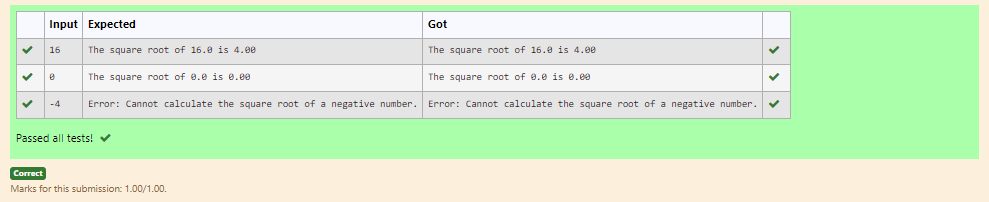 Input Expected Got
16 The square root of 16.0 is 4.00 The square root of 16.0 is 4.00
0 The square root of 0.0 is 0.00 The square root of 0.0 is 0.00
-4 Error: Cannot calculate the square root of a negative number. Error: Cannot calculate the square root of a negative number.
Passed all tests!
Correct
Marks for this submission: 1.00/1.00.